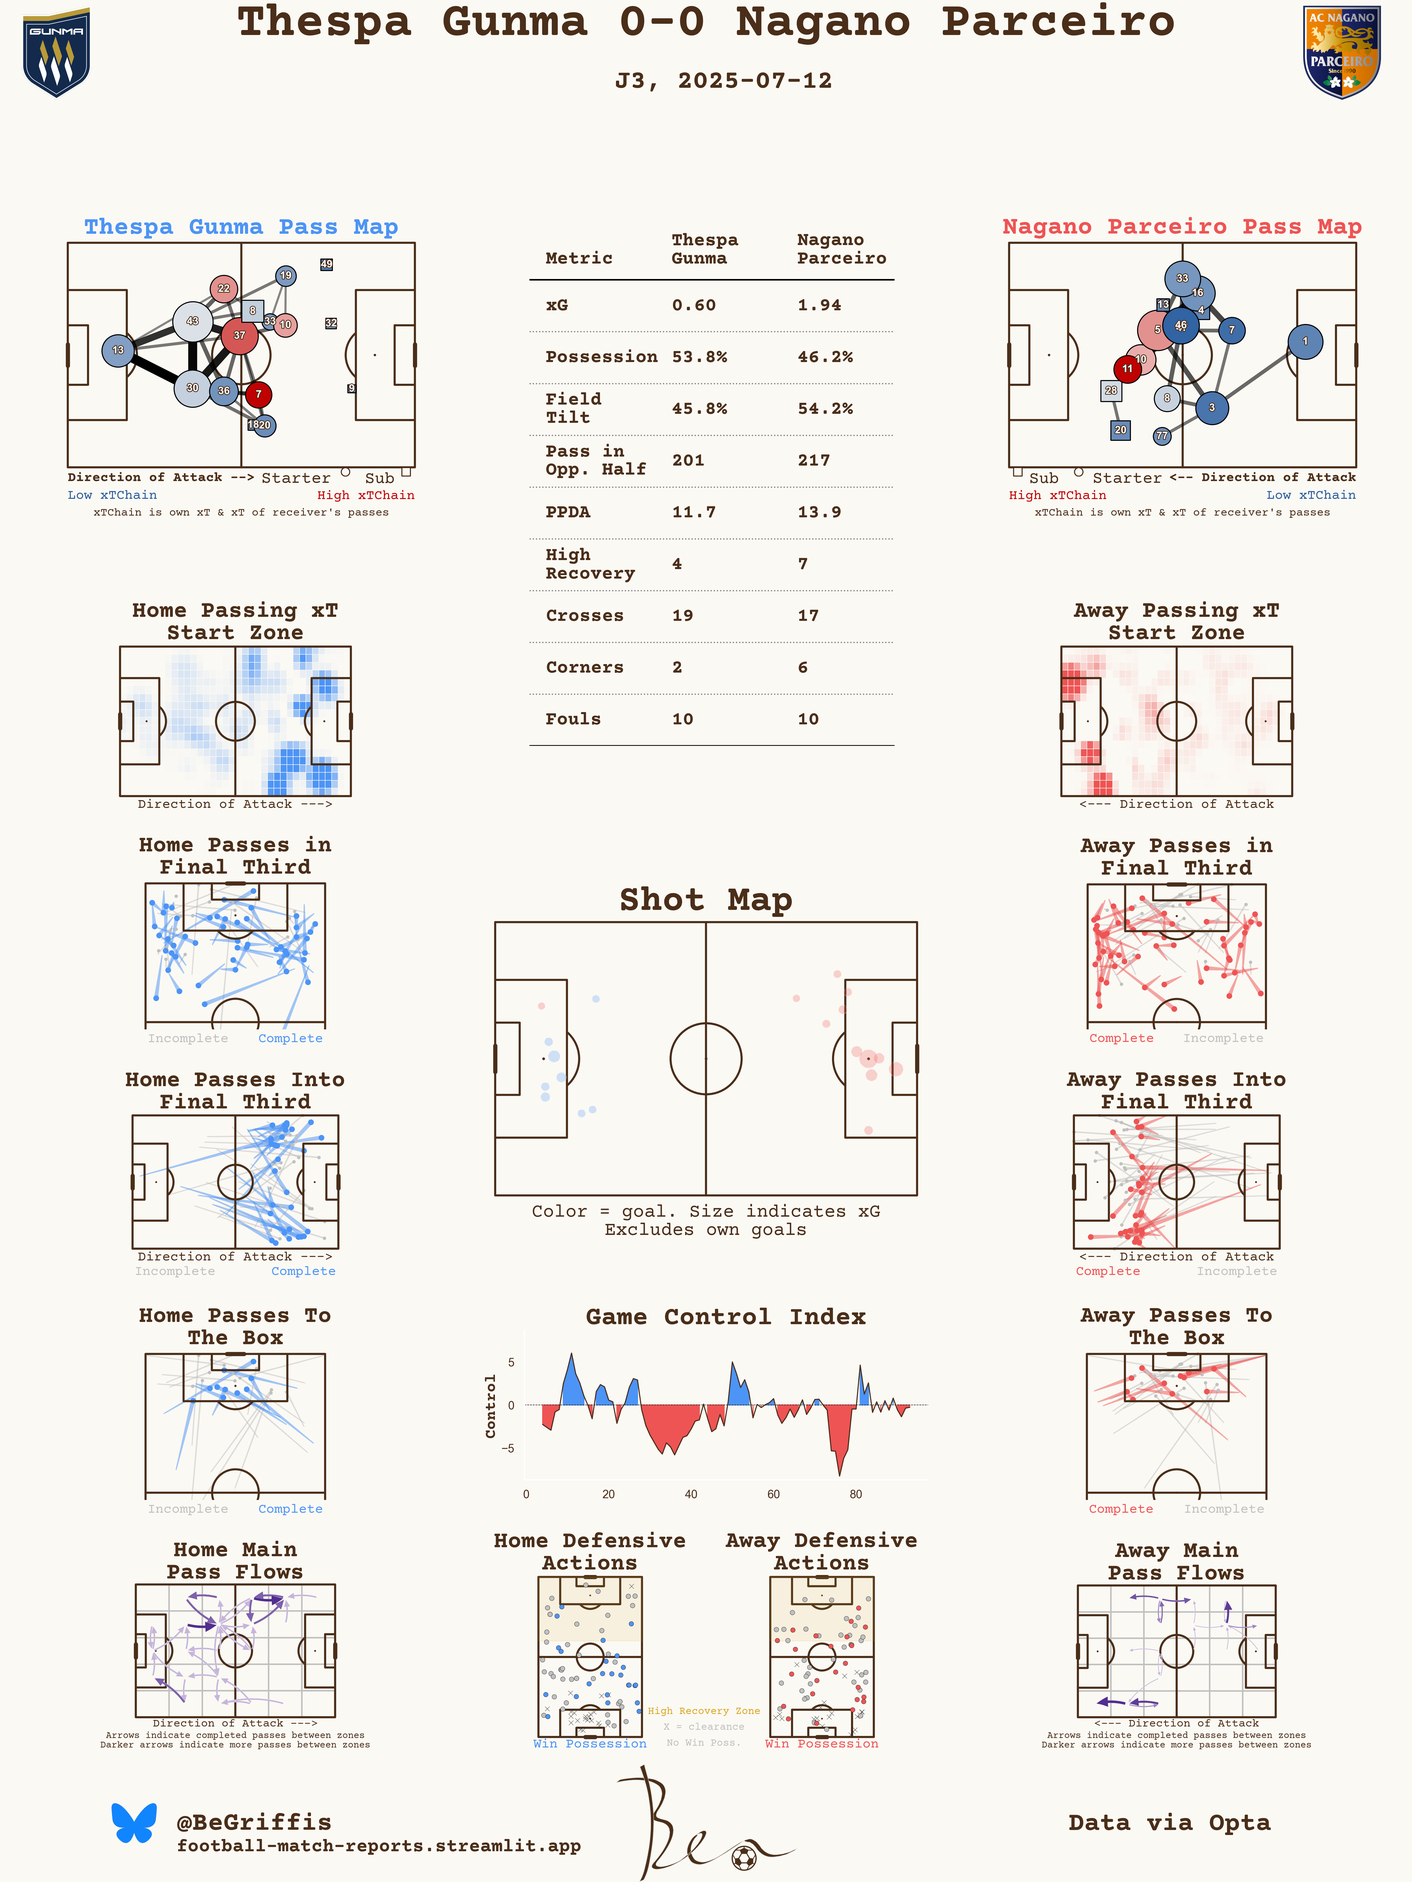 Thespa Gunma 0-0 Nagano Parceiro
J3, 2025-07-12
GUNMA
AC NAGANO
PARCEIRO
Thespa Gunma Pass Map
49
19
22
8
43
33
10
32
37
13
30
36
7
9
18
20
Direction of Attack --> Starter Sub
Low xTChain High xTChain
xTChain is own xT & xT of receiver's passes
Metric Thespa Gunma Nagano Parceiro
xG 0.60 1.94
Possession 53.8% 46.2%
Field Tilt 45.8% 54.2%
Pass in Opp. Half 201 217
PPDA 11.7 13.9
High Recovery 4 7
Crosses 19 17
Corners 2 6
Fouls 10 10
Nagano Parceiro Pass Map
33
16
13
4
5
46
7
1
10
11
28
8
3
20
77
Sub Starter <-- Direction of Attack
High xTChain Low xTChain
xTChain is own xT & xT of receiver's passes
Home Passing xT
Start Zone
Direction of Attack --->
Away Passing xT
Start Zone
<--- Direction of Attack
Home Passes in
Final Third
Incomplete Complete
Away Passes in
Final Third
Complete Incomplete
Shot Map
Color = goal. Size indicates xG
Excludes own goals
Home Passes Into
Final Third
Direction of Attack --->
Incomplete Complete
Away Passes Into
Final Third
<--- Direction of Attack
Complete Incomplete
Home Passes To
The Box
Incomplete Complete
Game Control Index
Control
5
0
−5
0 20 40 60 80
Away Passes To
The Box
Complete Incomplete
Home Main
Pass Flows
Direction of Attack --->
Arrows indicate completed passes between zones
Darker arrows indicate more passes between zones
Home Defensive
Actions
Win Possession
Away Defensive
Actions
Win Possession
High Recovery Zone
X = clearance
No Win Poss.
Away Main
Pass Flows
<--- Direction of Attack
Arrows indicate completed passes between zones
Darker arrows indicate more passes between zones
@BeGriffis
football-match-reports.streamlit.app
Ben
Data via Opta